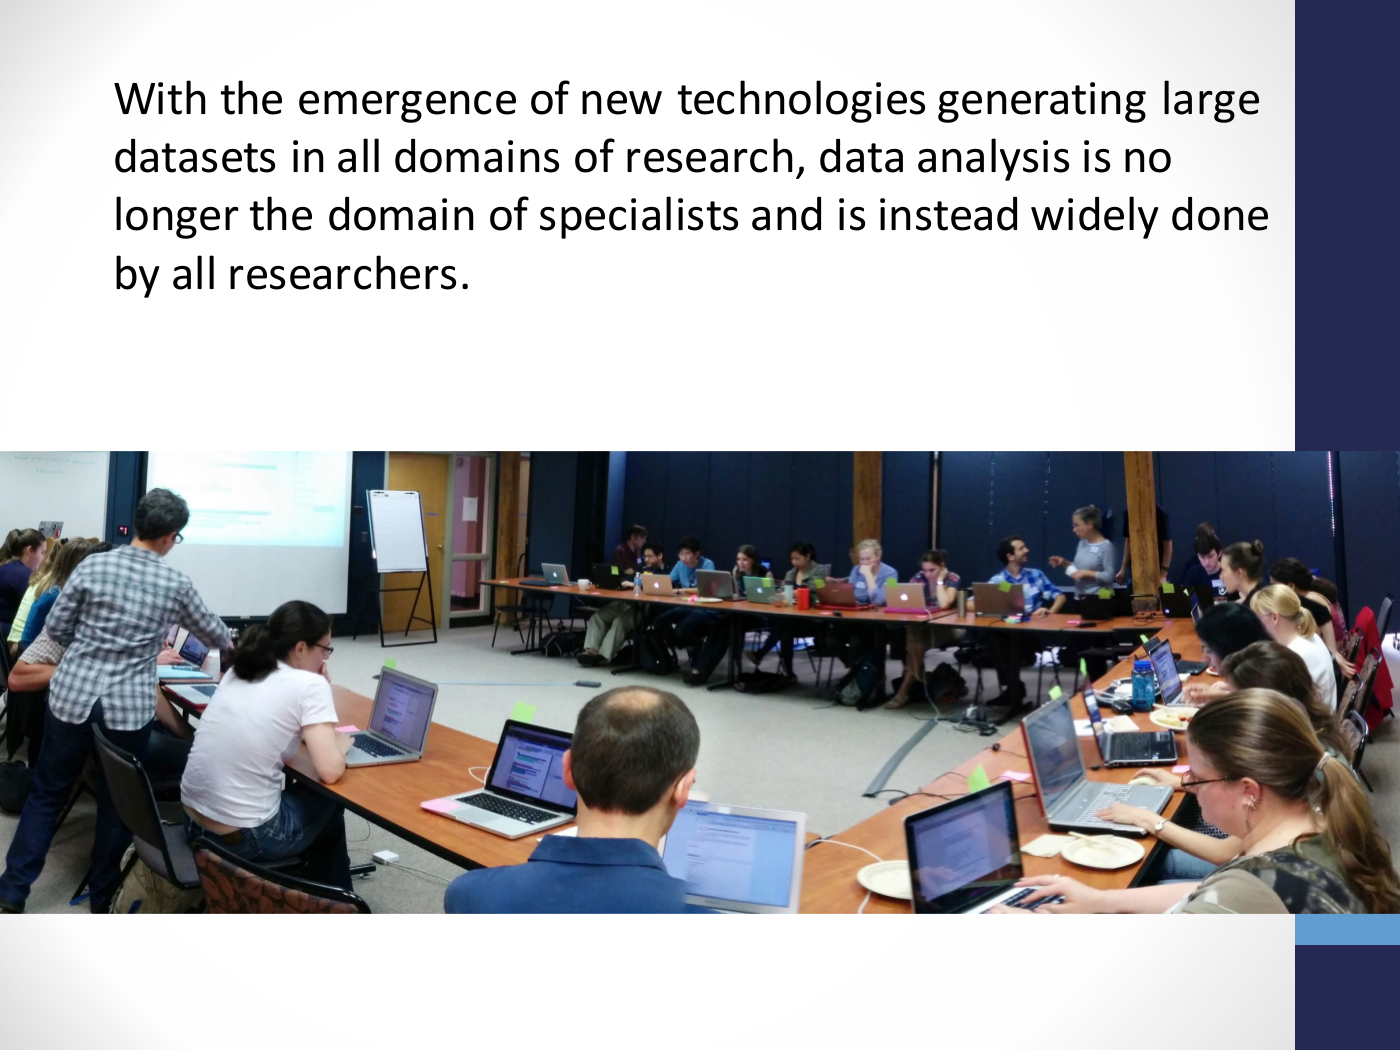 With the emergence of new technologies generating large
datasets in all domains of research, data analysis is no
longer the domain of specialists and is instead widely done
by all researchers.